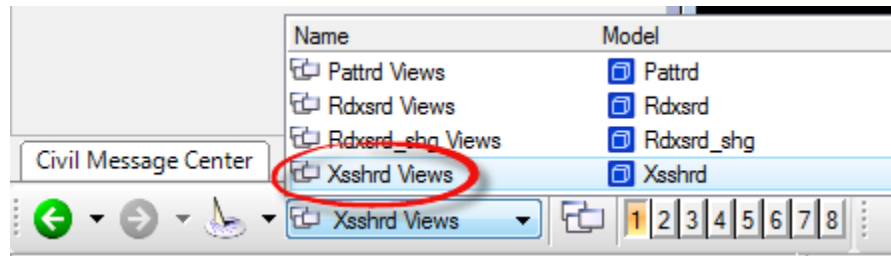 Name Model
Pattrd Views Pattrd
Rdxsrd Views Rdxsrd
Rdxsrd_shg Views Rdxsrd_shg
Civil Message Center
Xsshrd Views Xsshrd
Xsshrd Views 1 2 3 4 5 6 7 8